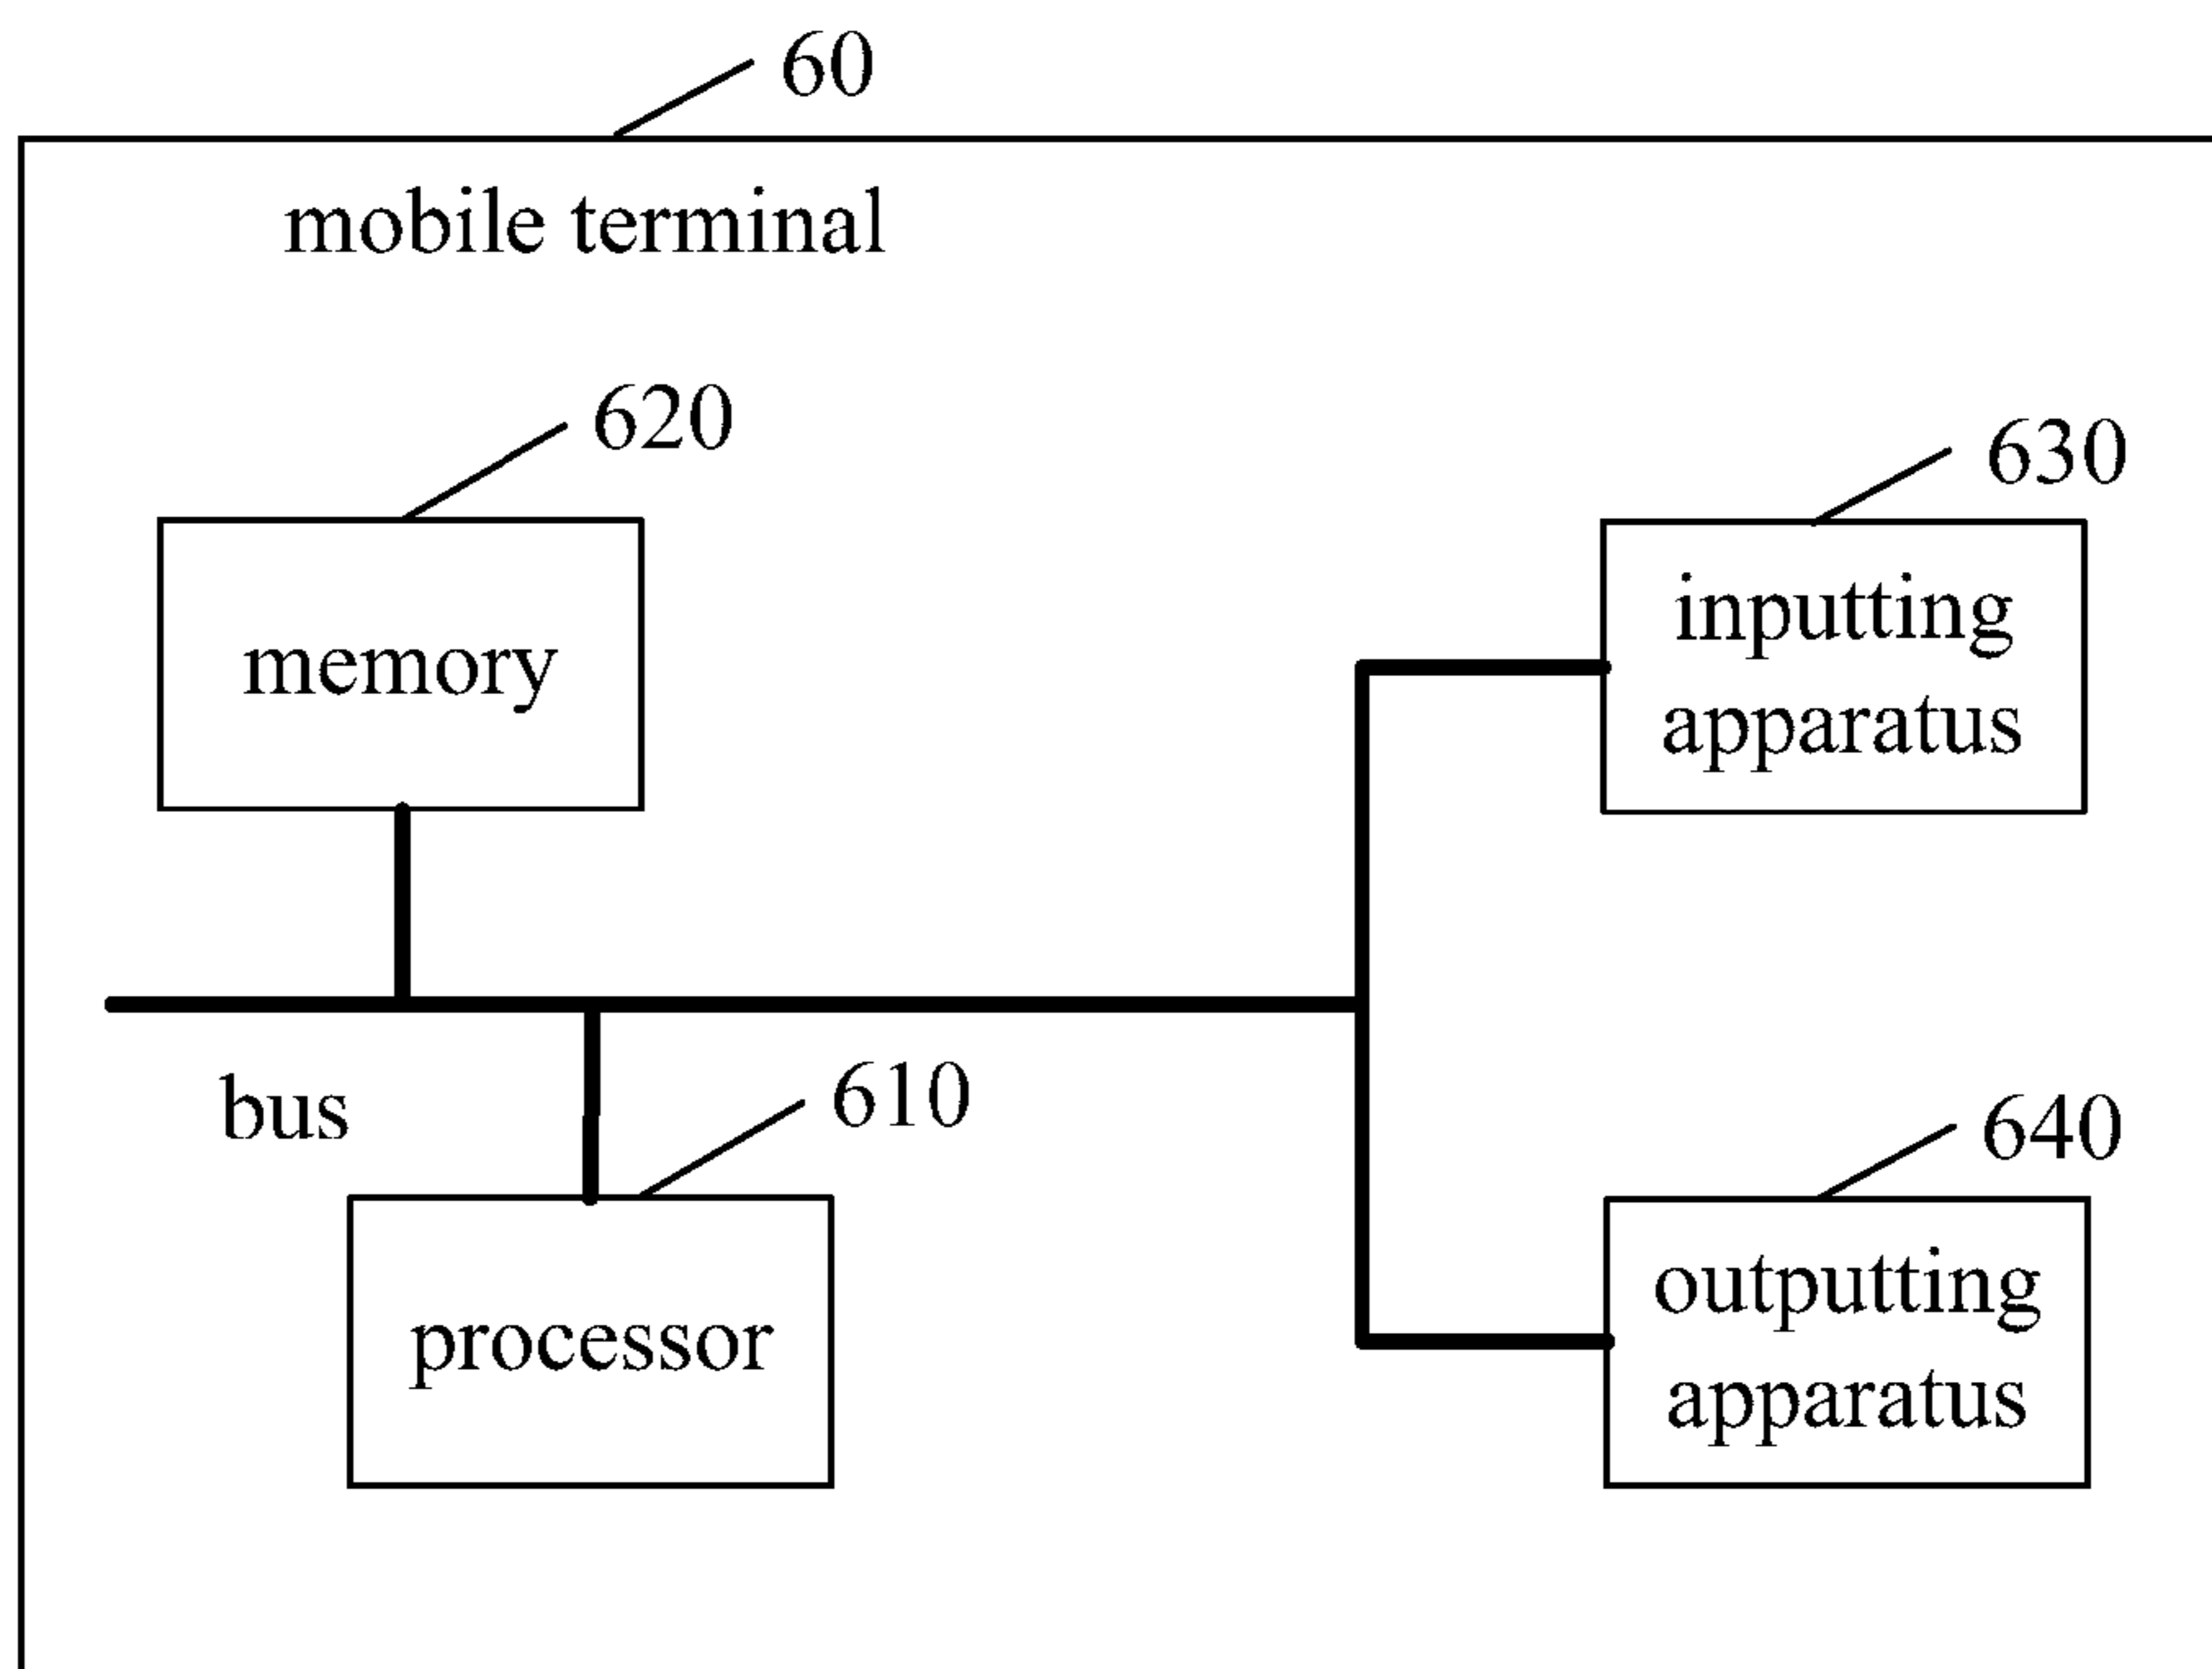 60
mobile terminal
620
630
memory
inputting
apparatus
bus
610
640
processor
outputting
apparatus